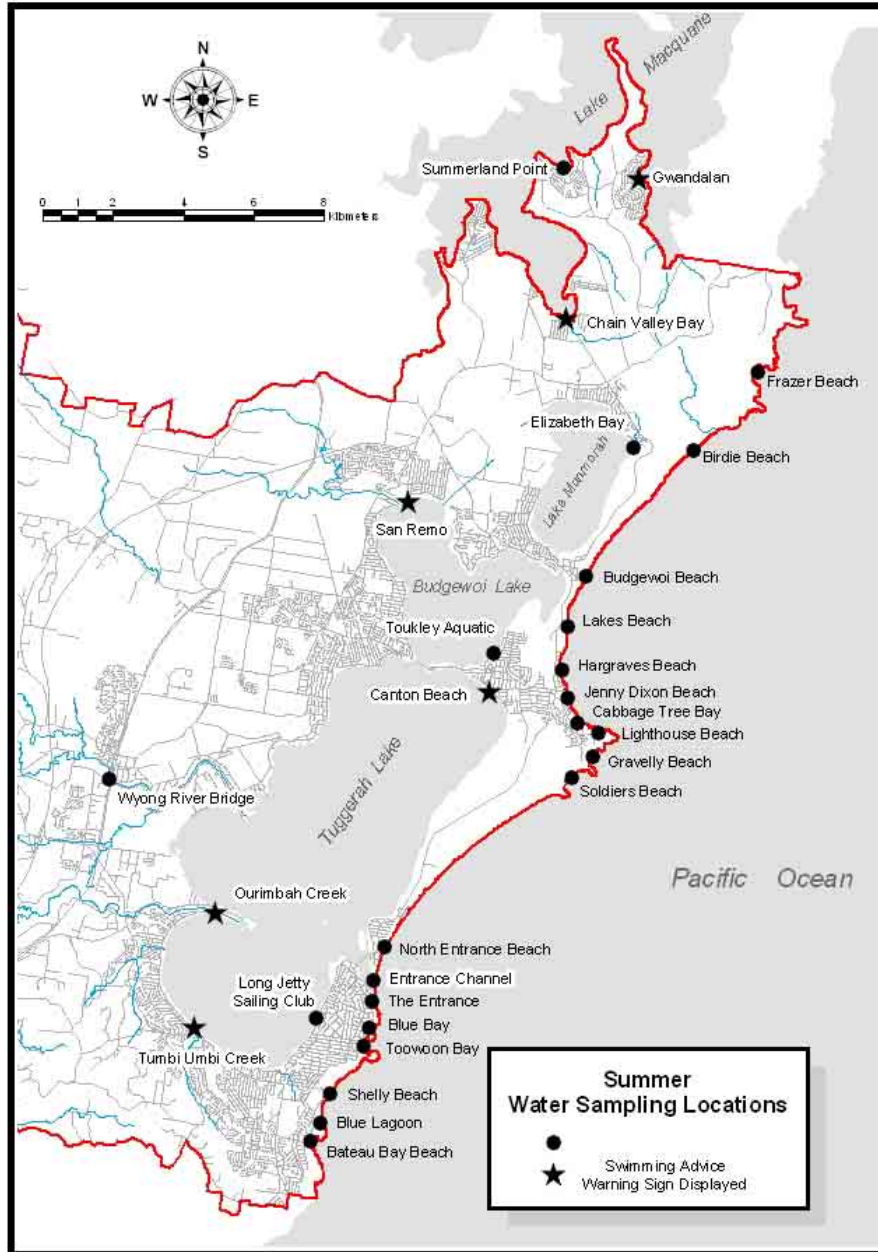 N
W
E
S
Lake Macquarie
Summerland Point
Gwandalan
0 2 4 6 8
Kilometers
Chain Valley Bay
Frazer Beach
Elizabeth Bay
Birdie Beach
Lake Munmorah
San Remo
Budgewoi Beach
Budgewoi Lake
Lakes Beach
Toukley Aquatic
Hargraves Beach
Canton Beach
Jenny Dixon Beach
Cabbage Tree Bay
Lighthouse Beach
Gravelly Beach
Wyong River Bridge
Soldiers Beach
Tuggerah Lake
Pacific Ocean
Ourimbah Creek
North Entrance Beach
Entrance Channel
Long Jetty
Sailing Club
The Entrance
Blue Bay
Tumbi Umbi Creek
Toowoon Bay
Shelly Beach
Blue Lagoon
Bateau Bay Beach
Summer
Water Sampling Locations
Swimming Advice
Warning Sign Displayed